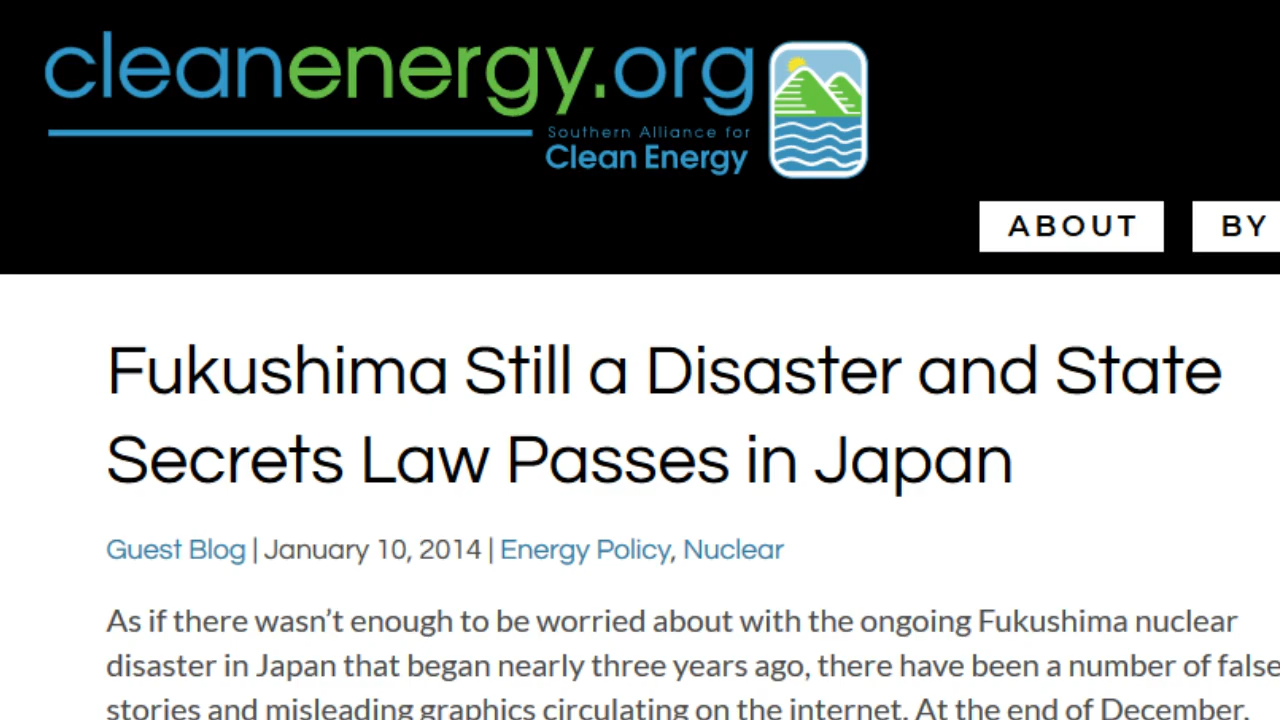 cleanenergy.org
Southern Alliance for
Clean Energy
ABOUT
BY
Fukushima Still a Disaster and State
Secrets Law Passes in Japan
Guest Blog | January 10, 2014 | Energy Policy, Nuclear
As if there wasn’t enough to be worried about with the ongoing Fukushima nuclear
disaster in Japan that began nearly three years ago, there have been a number of false
stories and misleading graphics circulating on the internet. At the end of December,